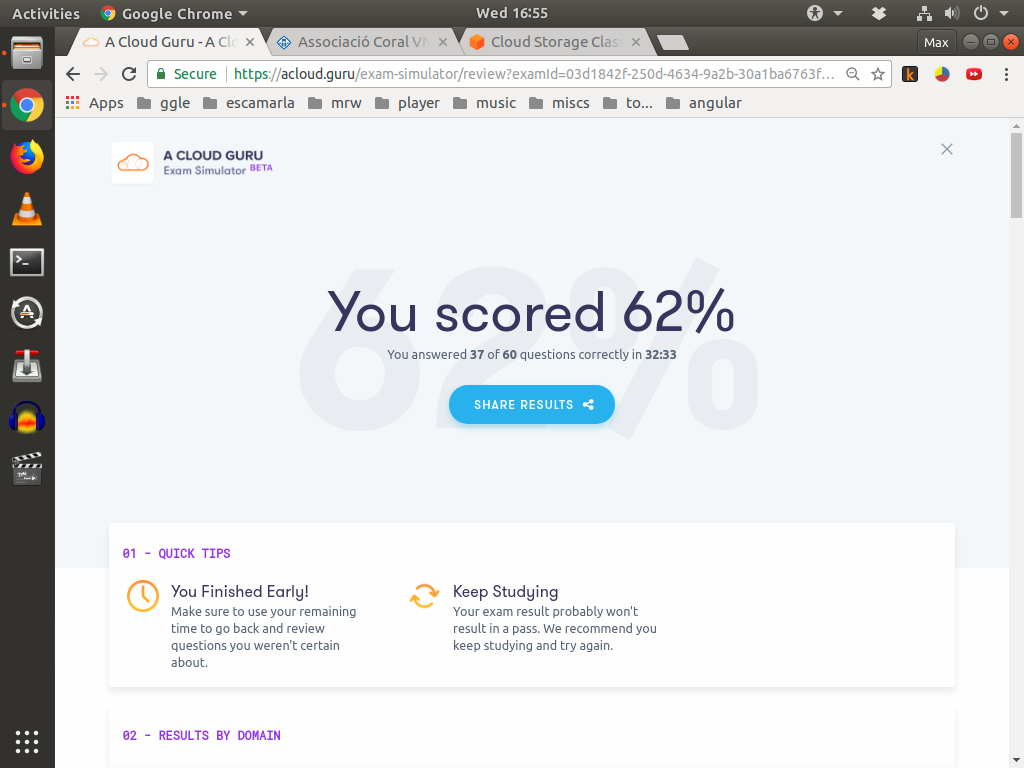 Activities Google Chrome Wed 16:55
A Cloud Guru - A Clo Associació Coral VN Cloud Storage Clas Max
Secure https://acloud.guru/exam-simulator/review?examId=03d1842f-250d-4634-9a2b-30a1ba6763f...
Apps ggle escamarla mrw player music miscs to... angular
A CLOUD GURU
Exam Simulator BETA
62%
You scored 62%
You answered 37 of 60 questions correctly in 32:33
SHARE RESULTS
01 - QUICK TIPS
You Finished Early!
Make sure to use your remaining
time to go back and review
questions you weren't certain
about.
Keep Studying
Your exam result probably won't
result in a pass. We recommend you
keep studying and try again.
02 - RESULTS BY DOMAIN